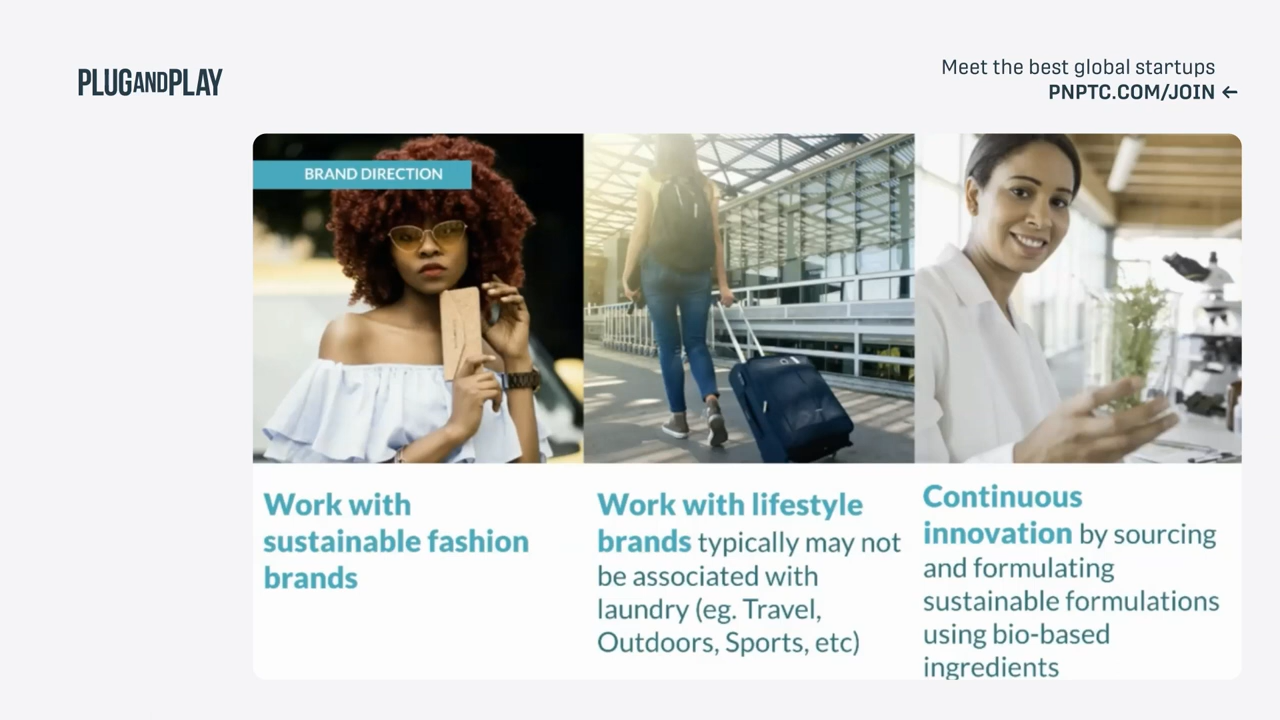 PLUGANDPLAY
Meet the best global startups
PNPTC.COM/JOIN ←
BRAND DIRECTION
Work with
sustainable fashion
brands
Work with lifestyle
brands typically may not
be associated with
laundry (eg. Travel,
Outdoors, Sports, etc)
Continuous
innovation by sourcing
and formulating
sustainable formulations
using bio-based
ingredients